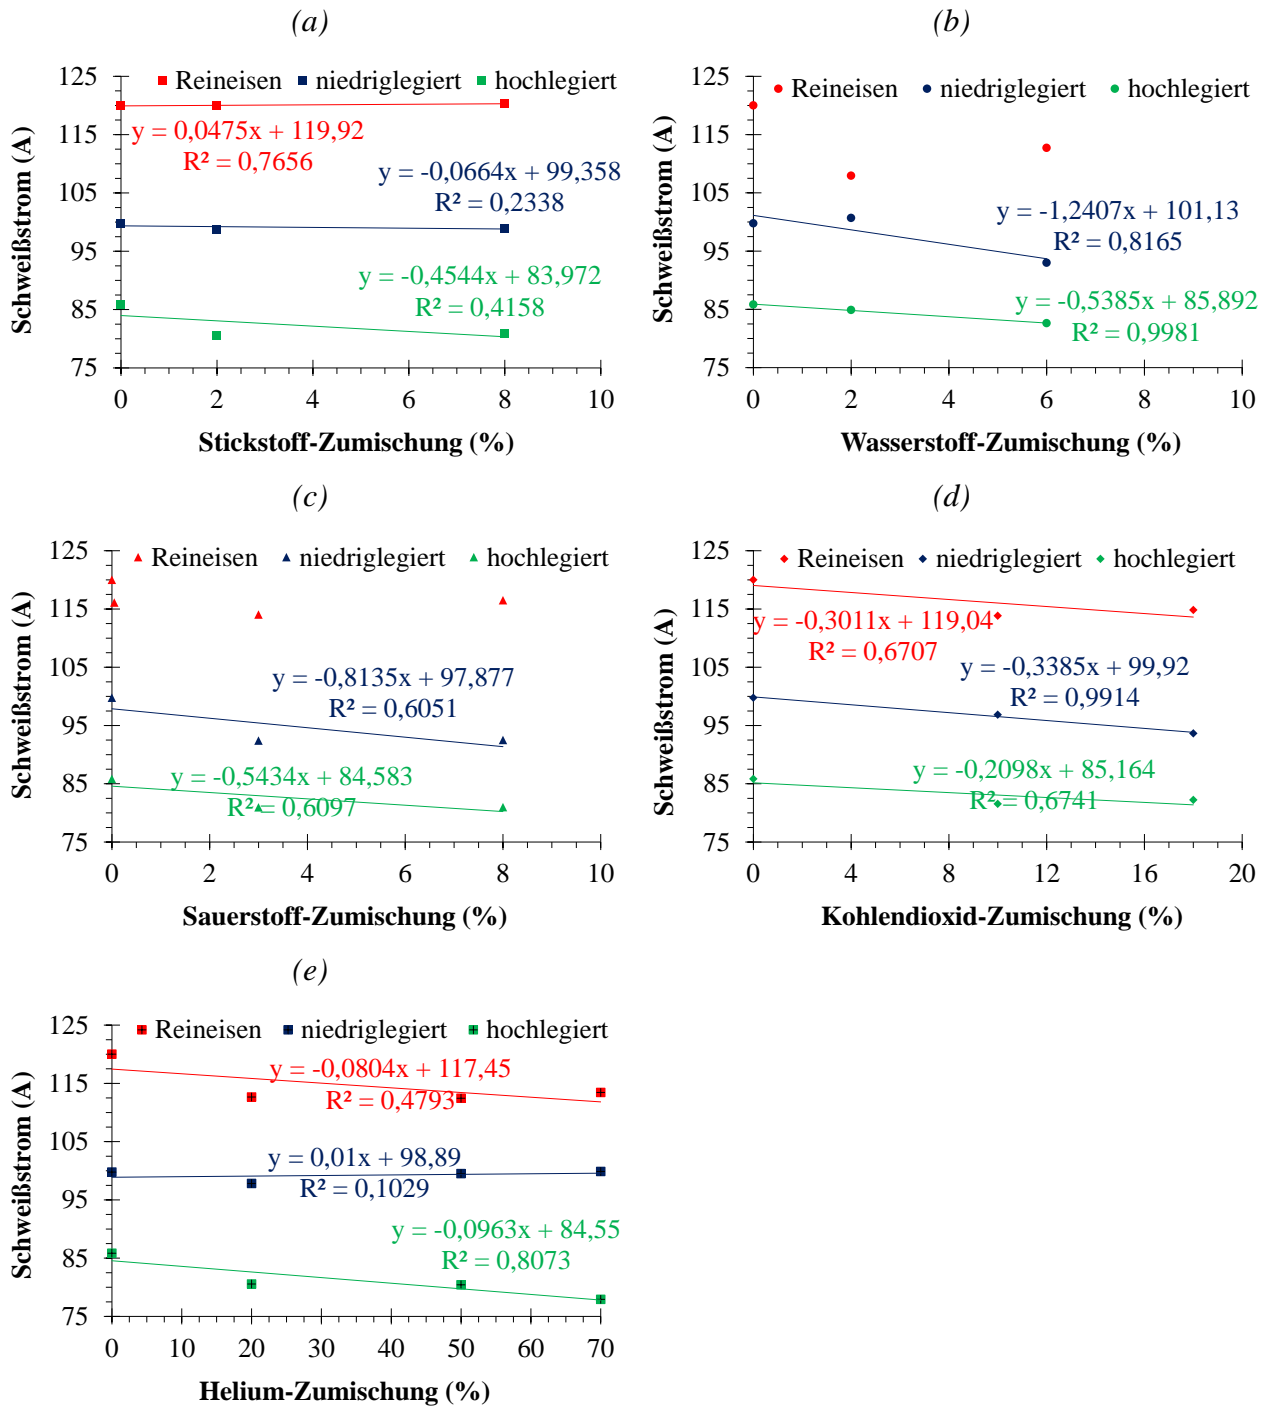 (a)
Schweißstrom (A)
125
115
105
95
85
75
Reineisen niedriglegiert hochlegiert
y = 0,0475x + 119,92
R² = 0,7656
y = -0,0664x + 99,358
R² = 0,2338
y = -0,4544x + 83,972
R² = 0,4158
0 2 4 6 8 10
Stickstoff-Zumischung (%)
(b)
Schweißstrom (A)
125
115
105
95
85
75
Reineisen niedriglegiert hochlegiert
y = -1,2407x + 101,13
R² = 0,8165
y = -0,5385x + 85,892
R² = 0,9981
0 2 4 6 8 10
Wasserstoff-Zumischung (%)
(c)
Schweißstrom (A)
125
115
105
95
85
75
Reineisen niedriglegiert hochlegiert
y = -0,8135x + 97,877
R² = 0,6051
y = -0,5434x + 84,583
R² = 0,6097
0 2 4 6 8 10
Sauerstoff-Zumischung (%)
(d)
Schweißstrom (A)
125
115
105
95
85
75
Reineisen niedriglegiert hochlegiert
y = -0,3011x + 119,04
R² = 0,6707
y = -0,3385x + 99,92
R² = 0,9914
y = -0,2098x + 85,164
R² = 0,6741
0 4 8 12 16 20
Kohlendioxid-Zumischung (%)
(e)
Schweißstrom (A)
125
115
105
95
85
75
Reineisen niedriglegiert hochlegiert
y = -0,0804x + 117,45
R² = 0,4793
y = 0,01x + 98,89
R² = 0,1029
y = -0,0963x + 84,55
R² = 0,8073
0 10 20 30 40 50 60 70
Helium-Zumischung (%)